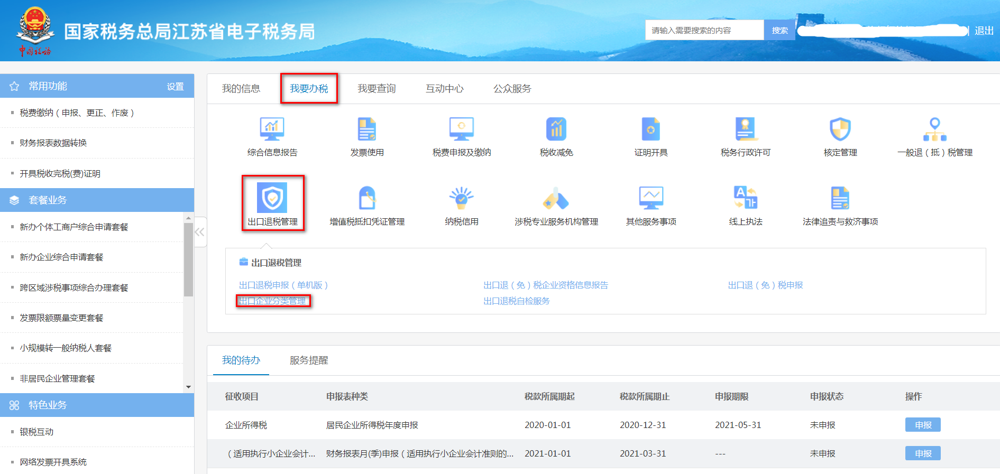 国家税务总局江苏省电子税务局
中国税务
请输入需要搜索的内容
搜索
| 退出
常用功能
设置
税费缴纳（申报、更正、作废）
财务报表数据转换
开具税收完税(费)证明
套餐业务
新办个体工商户综合申请套餐
新办企业综合申请套餐
跨区域涉税事项综合办理套餐
发票限额票量变更套餐
小规模转一般纳税人套餐
非居民企业管理套餐
特色业务
银税互动
网络发票开具系统
我的信息
我要办税
我要查询
互动中心
公众服务
综合信息报告
发票使用
税费申报及缴纳
税收减免
证明开具
税务行政许可
核定管理
一般退（抵）税管理
出口退税管理
增值税抵扣凭证管理
纳税信用
涉税专业服务机构管理
其他服务事项
线上执法
法律追责与救济事项
出口退税管理
出口退税申报（单机版）
出口退（免）税企业资格信息报告
出口退（免）税申报
出口企业分类管理
出口退税自检服务
我的待办
服务提醒
征收项目 申报表种类 税款所属期起 税款所属期止 申报期限 申报状态 操作
企业所得税 居民企业所得税年度申报 2020-01-01 2020-12-31 2021-05-31 未申报 申报
（适用执行小企业会计... 财务报表月(季)申报（适用执行小企业会计准则的... 2021-01-01 2021-03-31 --- 未申报 申报